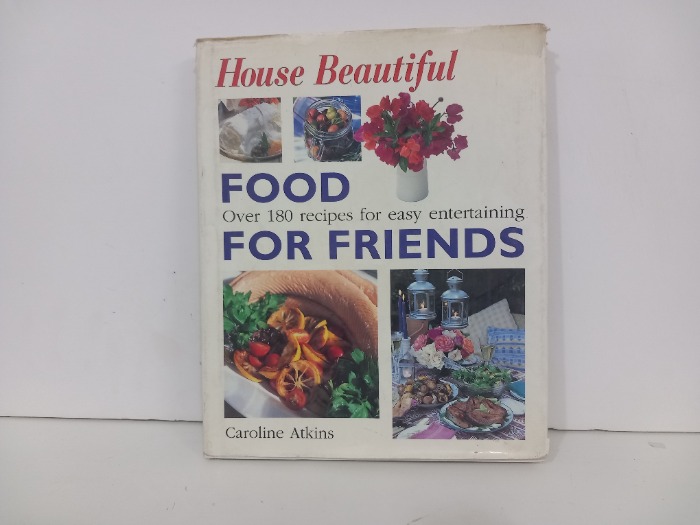 House Beautiful
FOOD
Over 180 recipes for easy entertaining
FOR FRIENDS
Caroline Atkins